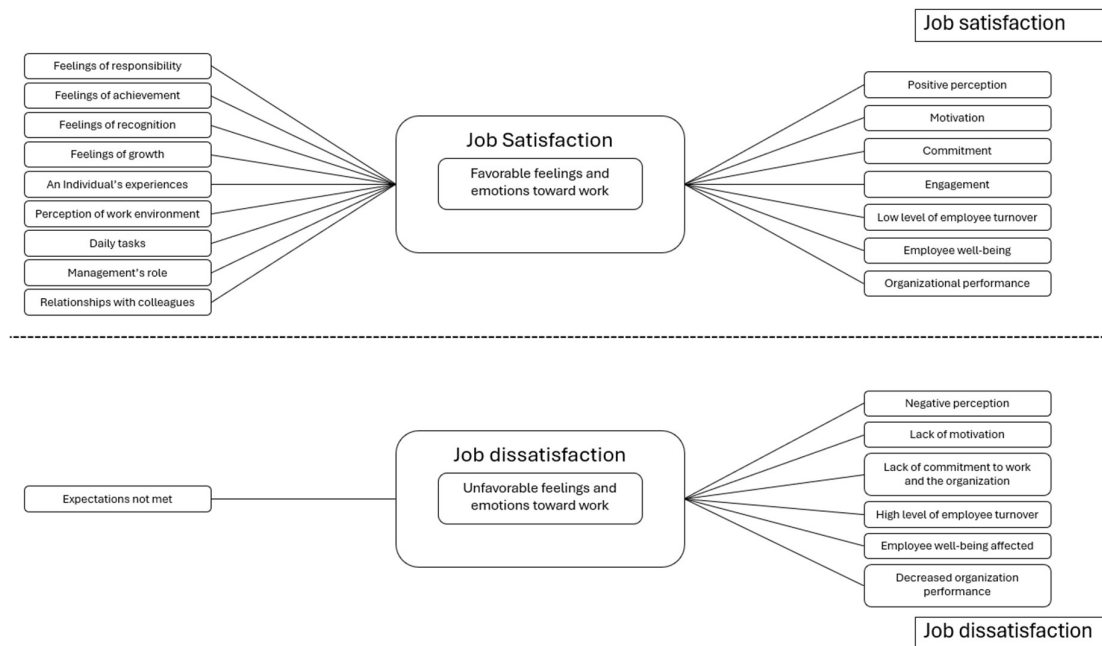 Job satisfaction
Feelings of responsibility
Feelings of achievement
Feelings of recognition
Feelings of growth
An Individual's experiences
Perception of work environment
Daily tasks
Management's role
Relationships with colleagues
Job Satisfaction
Favorable feelings and
emotions toward work
Positive perception
Motivation
Commitment
Engagement
Low level of employee turnover
Employee well-being
Organizational performance
Expectations not met
Job dissatisfaction
Unfavorable feelings and
emotions toward work
Negative perception
Lack of motivation
Lack of commitment to work
and the organization
High level of employee turnover
Employee well-being affected
Decreased organization
performance
Job dissatisfaction